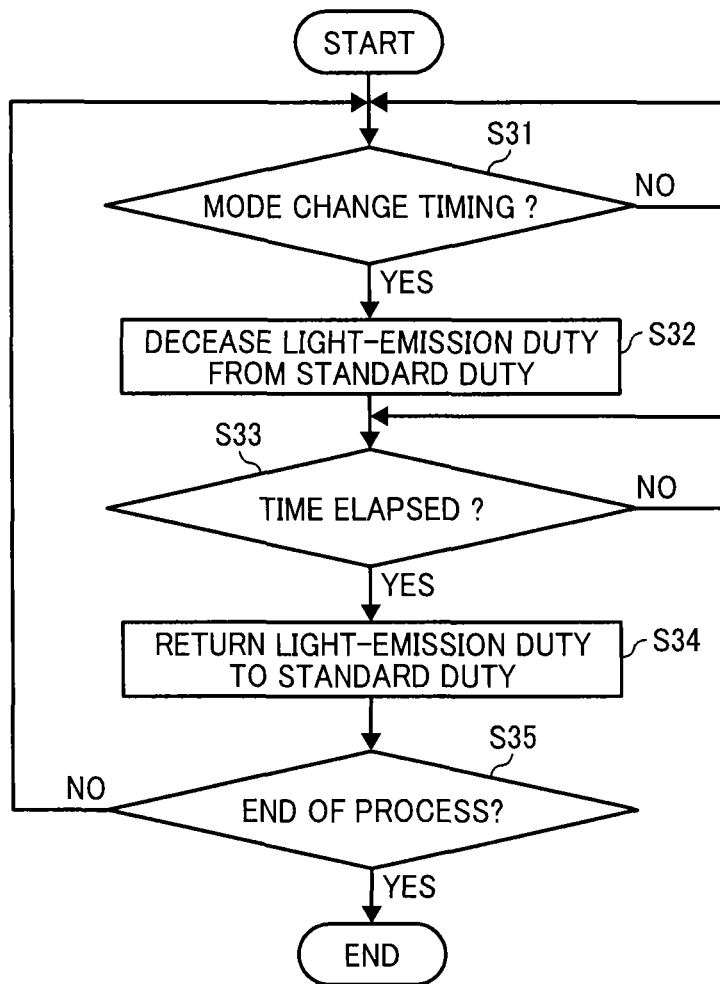 START
S31
MODE CHANGE TIMING ?
NO
YES
DECEASE LIGHT-EMISSION DUTY
FROM STANDARD DUTY
S32
S33
TIME ELAPSED ?
NO
YES
RETURN LIGHT-EMISSION DUTY
TO STANDARD DUTY
S34
S35
NO
END OF PROCESS?
YES
END